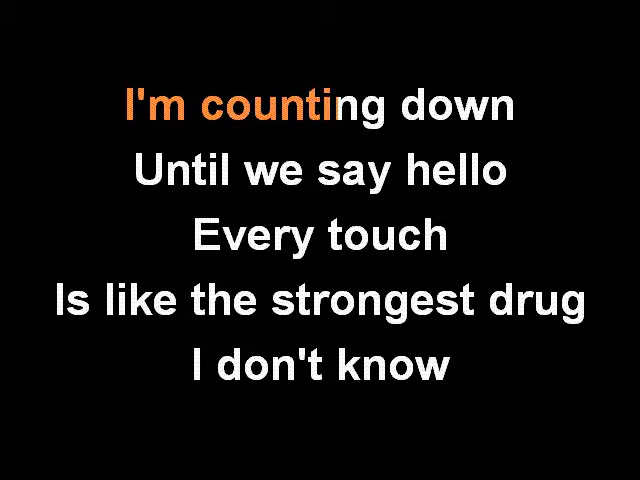 I'm counting down
Until we say hello
Every touch
Is like the strongest drug
I don't know